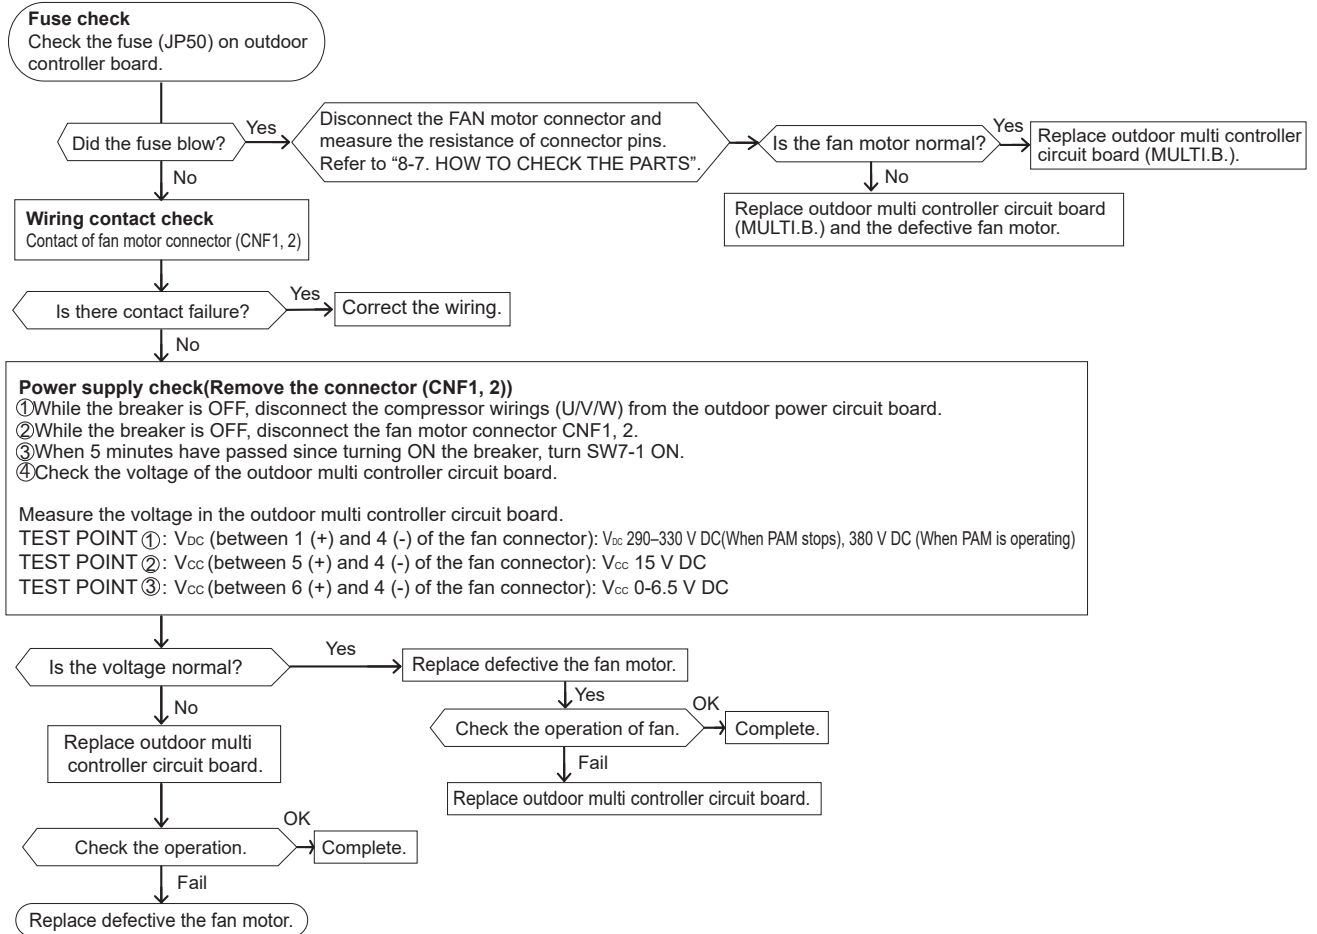 Fuse check
Check the fuse (JP50) on outdoor
controller board.
Did the fuse blow?
Yes
Disconnect the FAN motor connector and
measure the resistance of connector pins.
Refer to “8-7. HOW TO CHECK THE PARTS”.
Is the fan motor normal?
Yes
Replace outdoor multi controller
circuit board (MULTI.B.).
No
Replace outdoor multi controller circuit board
(MULTI.B.) and the defective fan motor.
No
Wiring contact check
Contact of fan motor connector (CNF1, 2)
Is there contact failure?
Yes
Correct the wiring.
No
Power supply check(Remove the connector (CNF1, 2))
①While the breaker is OFF, disconnect the compressor wirings (U/V/W) from the outdoor power circuit board.
②While the breaker is OFF, disconnect the fan motor connector CNF1, 2.
③When 5 minutes have passed since turning ON the breaker, turn SW7-1 ON.
④Check the voltage of the outdoor multi controller circuit board.
Measure the voltage in the outdoor multi controller circuit board.
TEST POINT ①: VDC (between 1 (+) and 4 (-) of the fan connector): VDC 290–330 V DC(When PAM stops), 380 V DC (When PAM is operating)
TEST POINT ②: VCC (between 5 (+) and 4 (-) of the fan connector): VCC 15 V DC
TEST POINT ③: VCC (between 6 (+) and 4 (-) of the fan connector): VCC 0-6.5 V DC
Is the voltage normal?
Yes
Replace defective the fan motor.
Yes
Check the operation of fan.
OK
Complete.
Fail
Replace outdoor multi controller circuit board.
No
Replace outdoor multi
controller circuit board.
Check the operation.
OK
Complete.
Fail
Replace defective the fan motor.